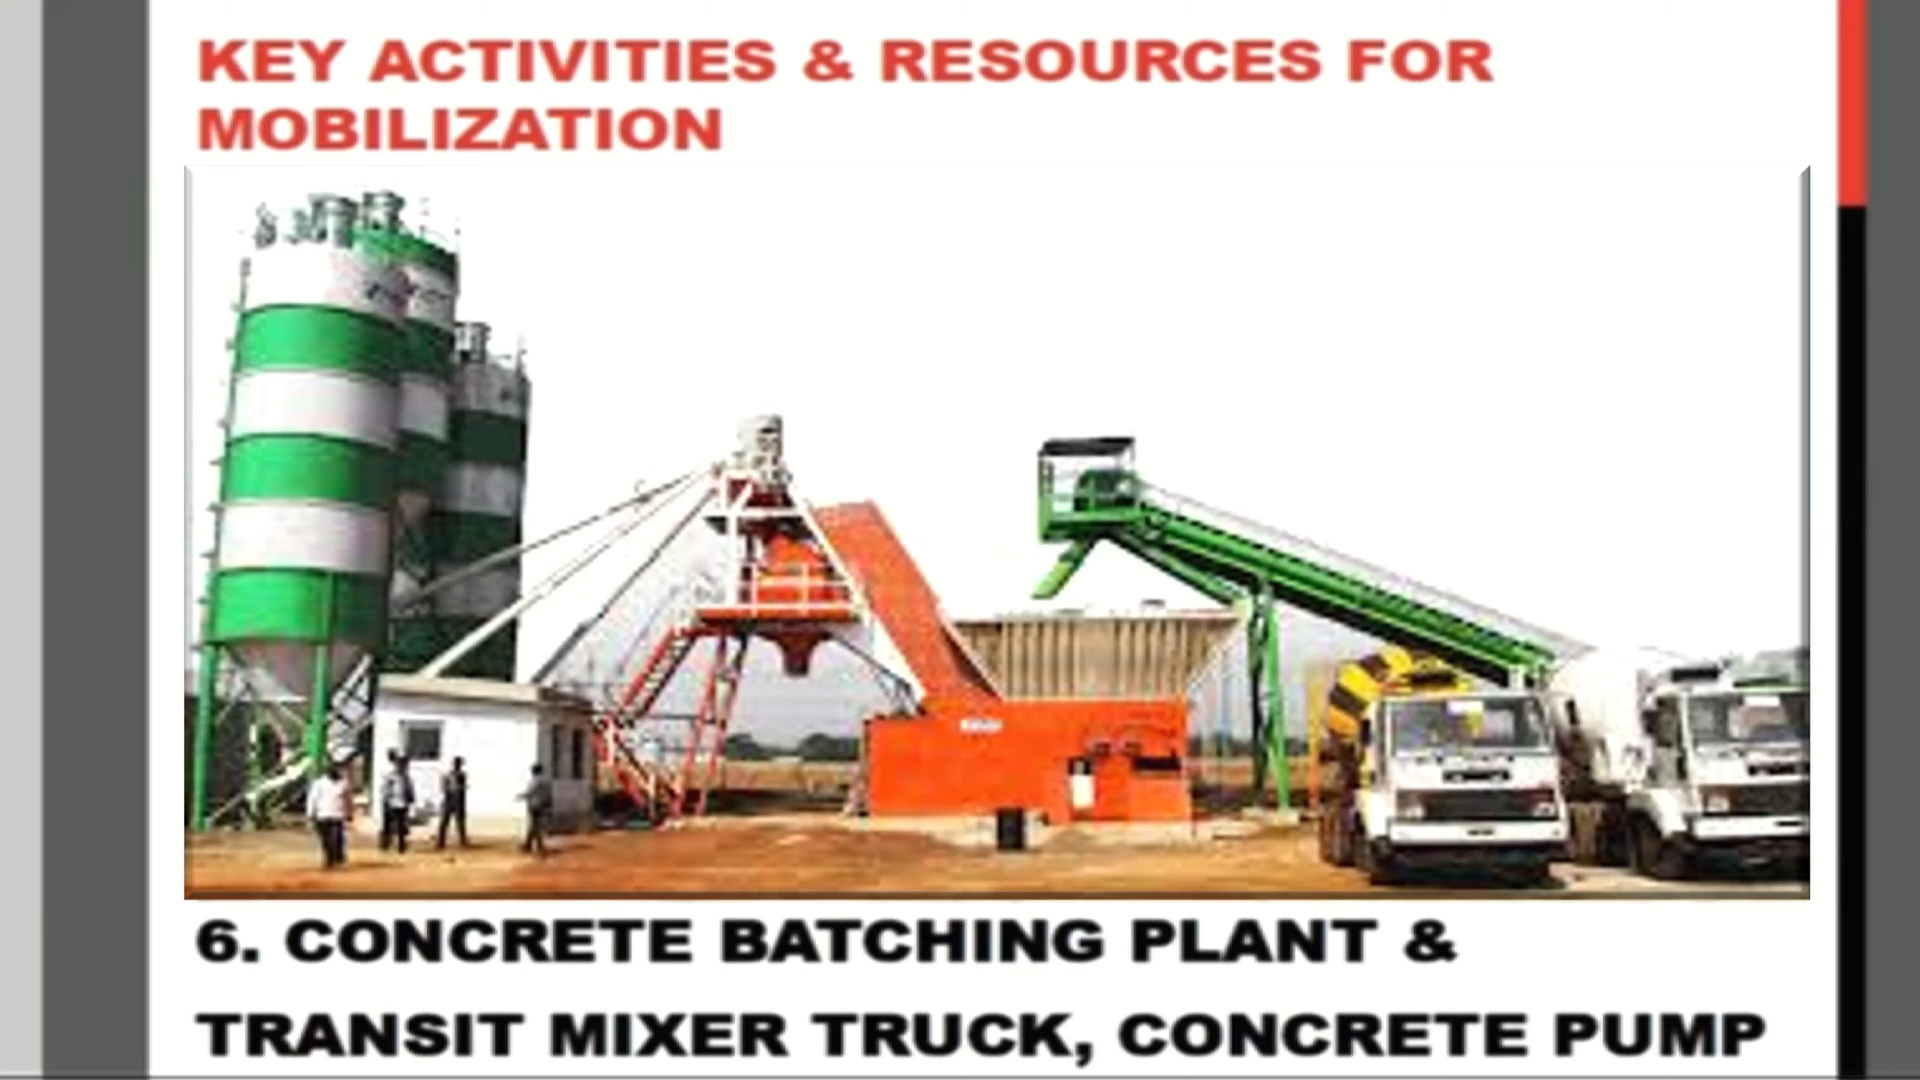 KEY ACTIVITIES & RESOURCES FOR
MOBILIZATION
6. CONCRETE BATCHING PLANT &
TRANSIT MIXER TRUCK, CONCRETE PUMP